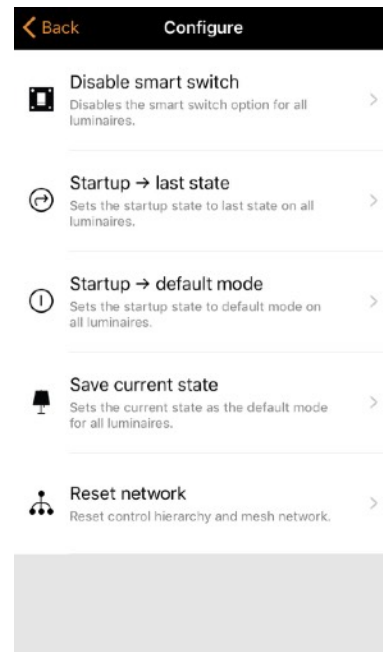 Back Configure
Disable smart switch
Disables the smart switch option for all
luminaires.
Startup → last state
Sets the startup state to last state on all
luminaires.
Startup → default mode
Sets the startup state to default mode on
all luminaires.
Save current state
Sets the current state as the default mode
for all luminaires.
Reset network
Reset control hierarchy and mesh network.